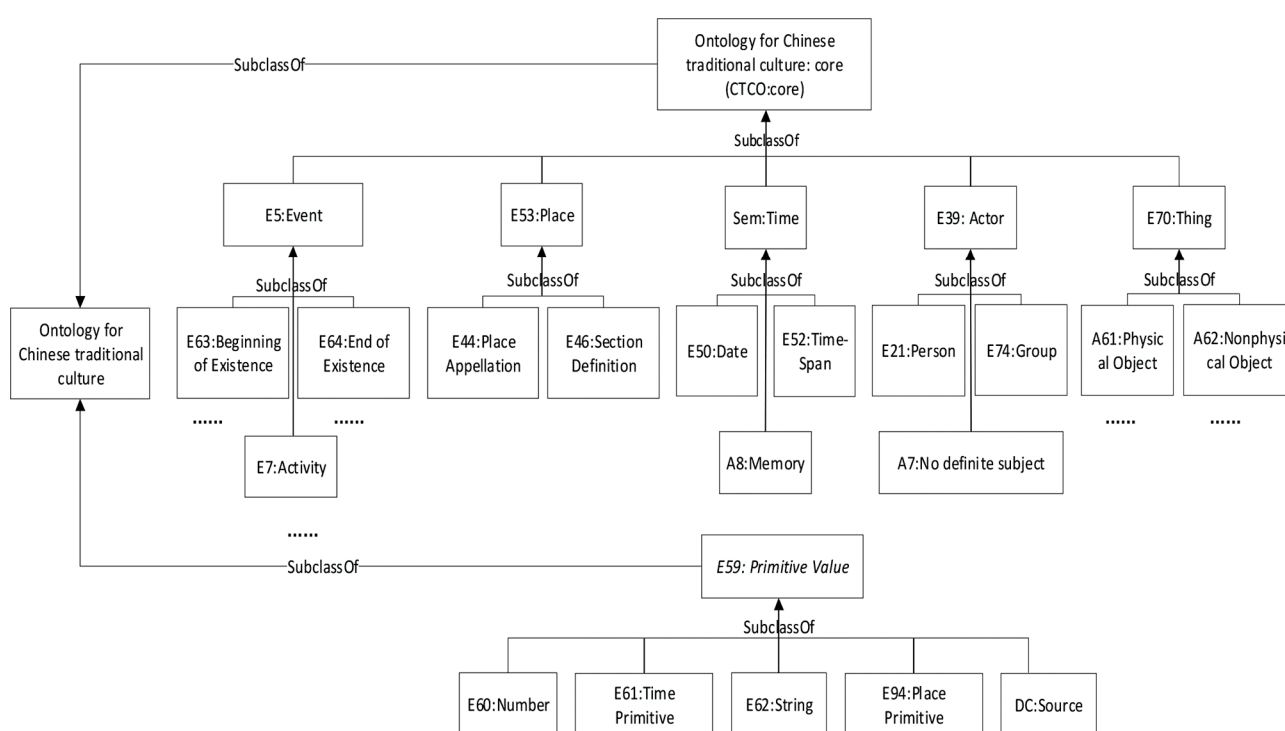 Ontology for Chinese
traditional culture: core
(CTCO:core)
SubclassOf
SubclassOf
E5:Event
E53:Place
Sem:Time
E39: Actor
E70:Thing
SubclassOf
SubclassOf
SubclassOf
SubclassOf
SubclassOf
Ontology for
Chinese traditional
culture
E63:Beginning
of Existence
E64:End of
Existence
E44:Place
Appellation
E46:Section
Definition
E50:Date
E52:Time-
Span
E21:Person
E74:Group
A61:Physic
al Object
A62:Nonphysi
cal Object
......
......
......
......
E7:Activity
A8:Memory
A7:No definite subject
......
SubclassOf
E59: Primitive Value
SubclassOf
E60:Number
E61:Time
Primitive
E62:String
E94:Place
Primitive
DC:Source